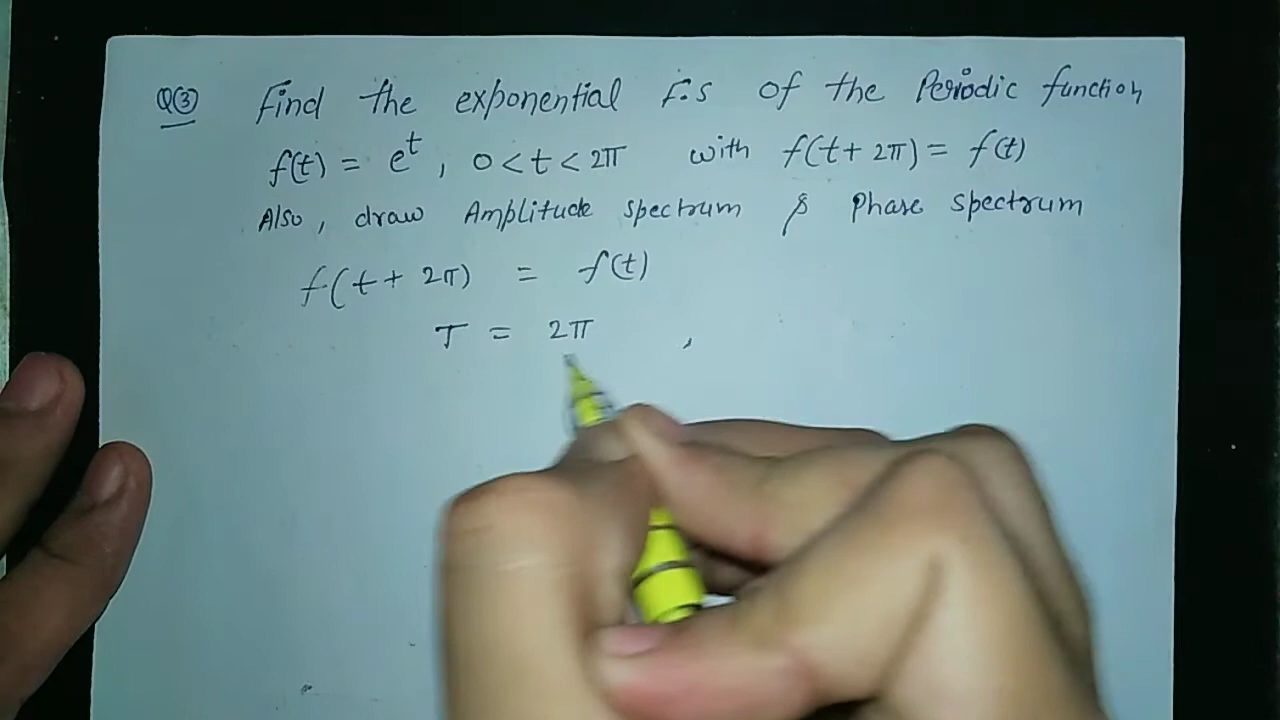 Q③ Find the exponential F.S of the Periodic function
f(t) = e^t , 0 < t < 2π with f(t + 2π) = f(t)
Also , draw Amplitude spectrum & Phase spectrum
f(t + 2π) = f(t)
T = 2π ,